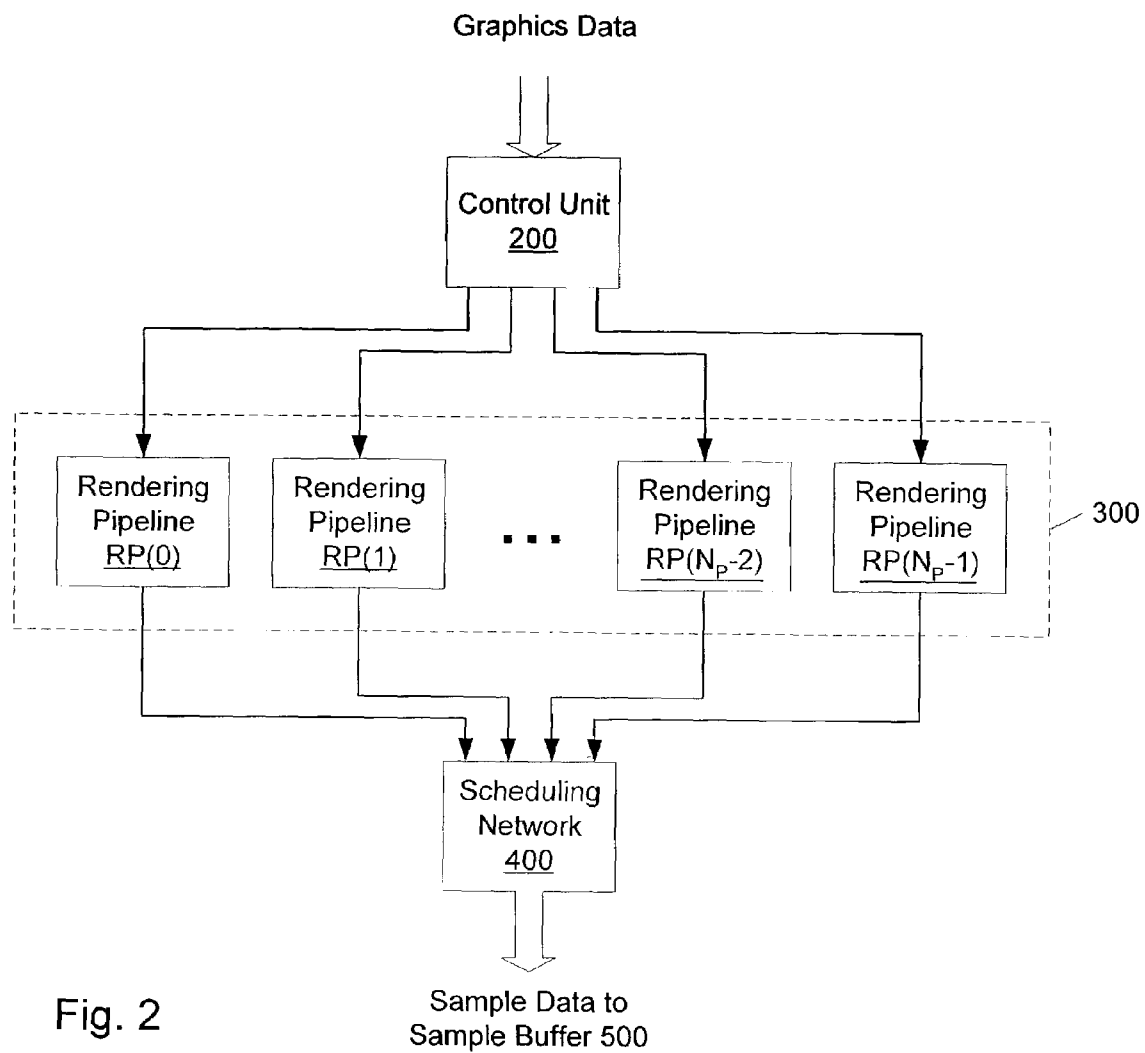 Graphics Data
Control Unit
200
Rendering
Pipeline
RP(0)
Rendering
Pipeline
RP(1)
...
Rendering
Pipeline
RP(N_P-2)
Rendering
Pipeline
RP(N_P-1)
300
Scheduling
Network
400
Sample Data to
Sample Buffer 500
Fig. 2